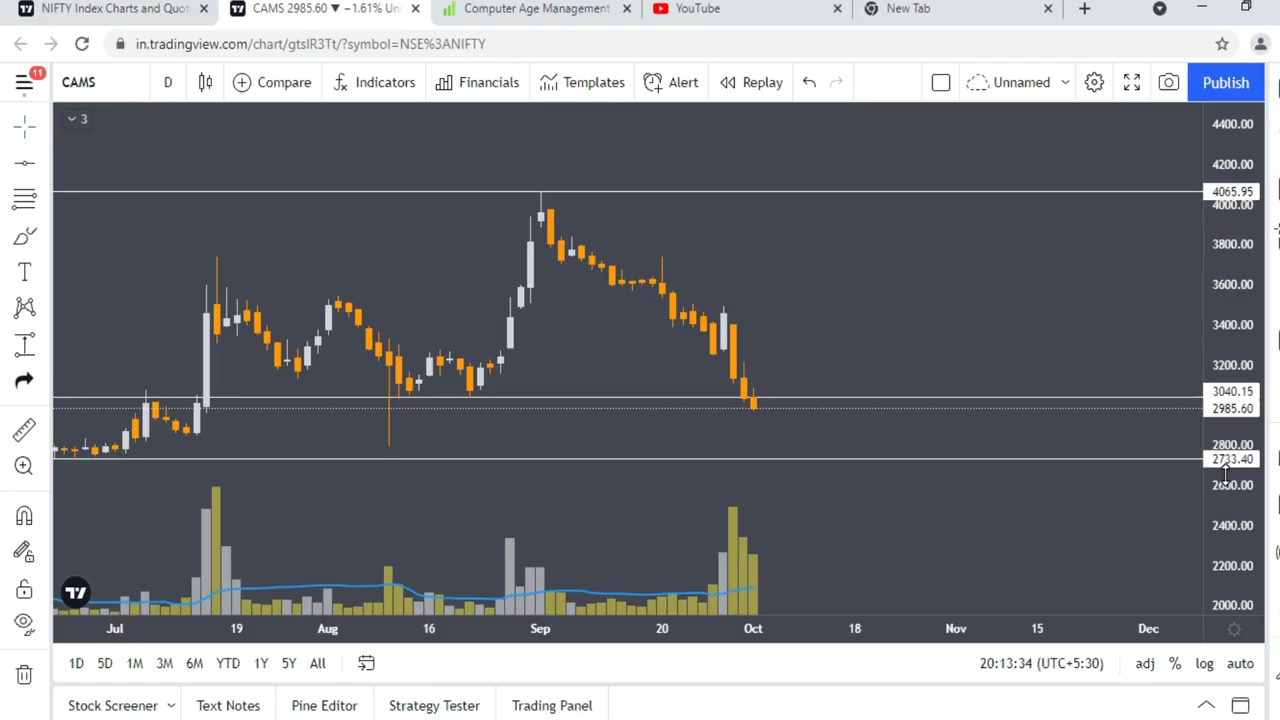 NIFTY Index Charts and Quot
CAMS 2985.60 ▼ −1.61% Un
Computer Age Management
YouTube
New Tab
in.tradingview.com/chart/gtsIR3Tt/?symbol=NSE%3ANIFTY
11
CAMS
D
Compare
Indicators
Financials
Templates
Alert
Replay
Unnamed
Publish
3
4400.00
4200.00
4065.95
4000.00
3800.00
3600.00
3400.00
3200.00
3040.15
2985.60
2800.00
2733.40
2600.00
2400.00
2200.00
2000.00
Jul 19 Aug 16 Sep 20 Oct 18 Nov 15 Dec
1D 5D 1M 3M 6M YTD 1Y 5Y All
20:13:34 (UTC+5:30)
adj % log auto
Stock Screener
Text Notes
Pine Editor
Strategy Tester
Trading Panel